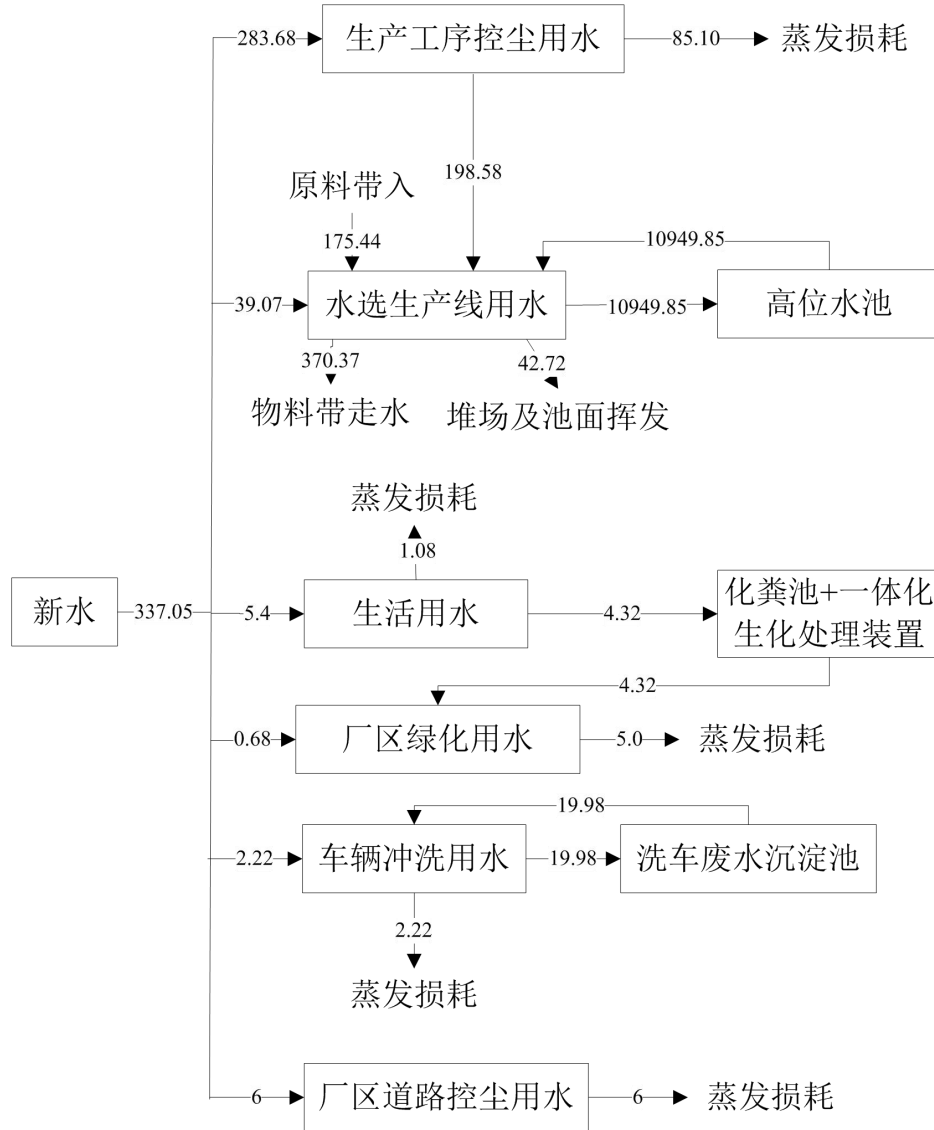 283.68
生产工序控尘用水
85.10
蒸发损耗
198.58
原料带入
175.44
10949.85
39.07
水选生产线用水
10949.85
高位水池
370.37
42.72
物料带走水
堆场及池面挥发
蒸发损耗
1.08
新水
337.05
5.4
生活用水
4.32
化粪池+一体化
生化处理装置
4.32
0.68
厂区绿化用水
5.0
蒸发损耗
19.98
2.22
车辆冲洗用水
19.98
洗车废水沉淀池
2.22
蒸发损耗
6
厂区道路控尘用水
6
蒸发损耗